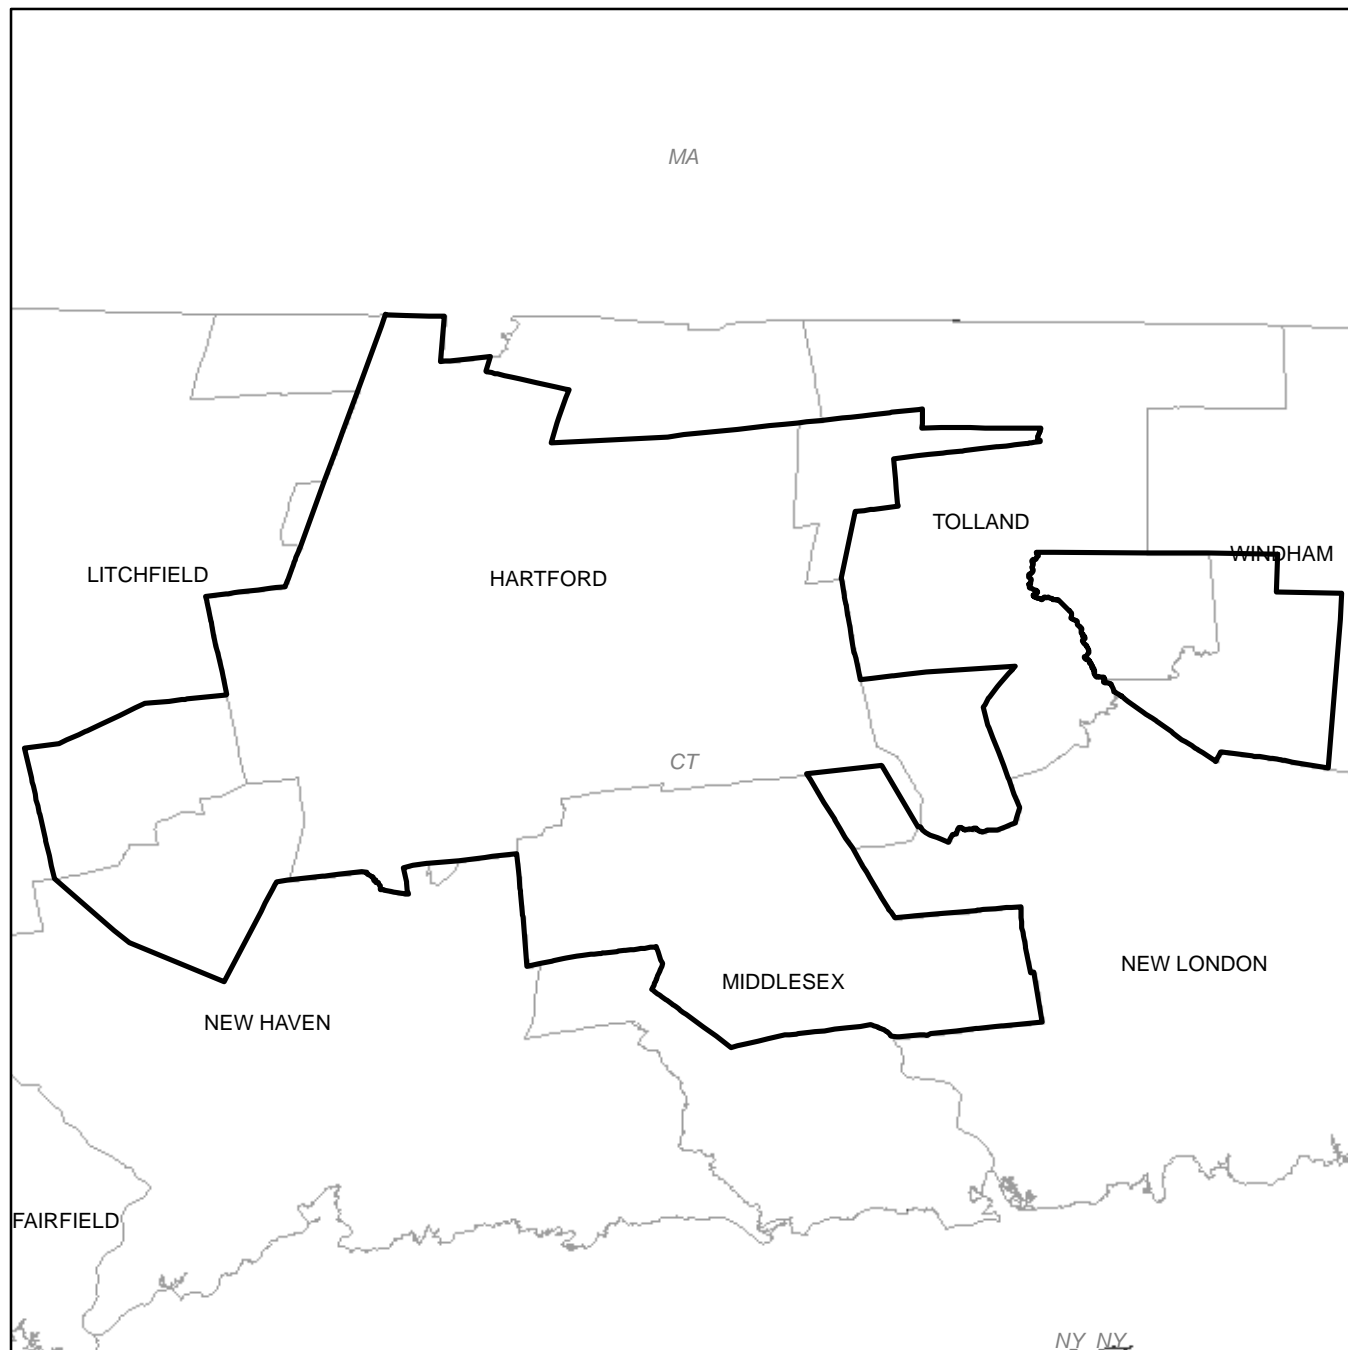 MA
TOLLAND
WINDHAM
LITCHFIELD
HARTFORD
CT
NEW LONDON
MIDDLESEX
NEW HAVEN
FAIRFIELD
NY NY